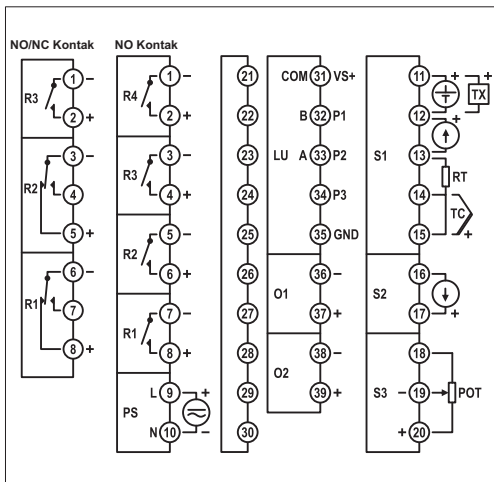 NO/NC Kontak
R3
1 −
2 +
R2
3 −
4
5 +
R1
6 −
7
8 +
NO Kontak
R4
1 −
2 +
R3
3 −
4 +
R2
5 −
6 +
R1
7 −
8 +
PS
L 9 +
N 10 −
21
22
23
24
25
26
27
28
29
30
COM 31 VS+
B 32 P1
LU A 33 P2
34 P3
35 GND
O1
36 −
37 +
O2
38 −
39 +
S1
11 + + TX
12 +
13
RT
14
TC
15 +
S2
16
17 +
S3
18
− 19 POT
+ 20